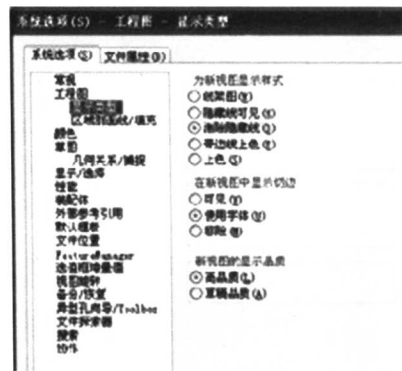 系统选项(S) - 工程图 - 显示类型
系统选项(S) 文件属性(D)
常规
工程图
显示类型
区域剖面线/填充
颜色
草图
几何关系/捕捉
显示/选择
性能
装配体
外部参考引用
默认模板
文件位置
FeatureManager
选值框增量值
视图旋转
备份/恢复
异型孔向导/Toolbox
文件探索器
搜索
协作
为新视图显示样式
线架图(W)
隐藏线可见(H)
消除隐藏线(D)
带边线上色(E)
上色(S)
在新视图中显示切边
可见(V)
使用字体(U)
移除(M)
新视图的显示品质
高品质(L)
草稿品质(A)